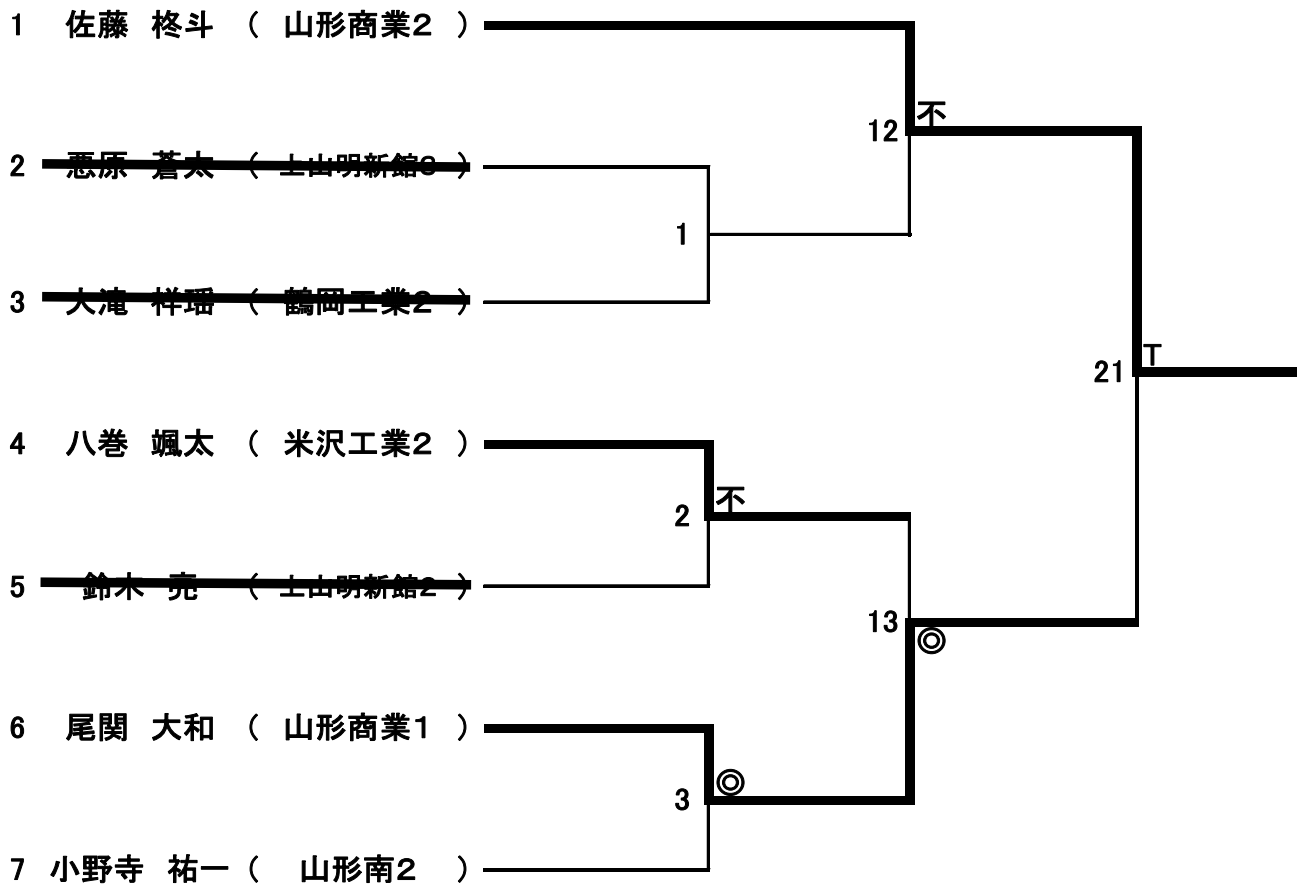 1 佐藤 柊斗 ( 山形商業2 )
不
12
2 悪原 蒼太 ( 上山明新館3 )
1
3 大滝 祥瑶 ( 鶴岡工業2 )
T
21
4 八巻 颯太 ( 米沢工業2 )
不
2
5 鈴木 亮 ( 上山明新館2 )
13
◎
6 尾関 大和 ( 山形商業1 )
◎
3
7 小野寺 祐一 ( 山形南2 )